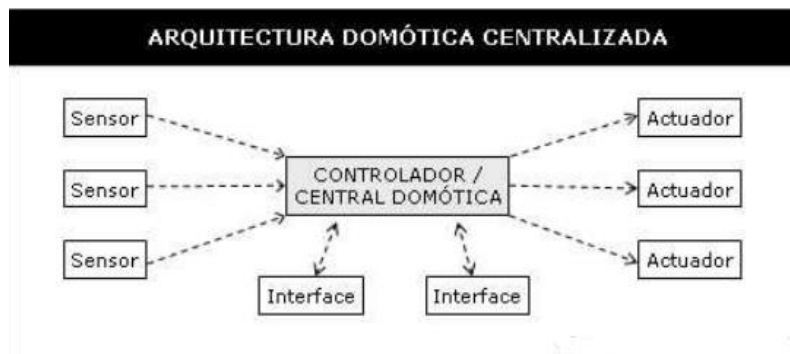 ARQUITECTURA DOMÓTICA CENTRALIZADA
Sensor
Actuador
CONTROLADOR /
CENTRAL DOMÓTICA
Sensor
Actuador
Sensor
Actuador
Interface
Interface